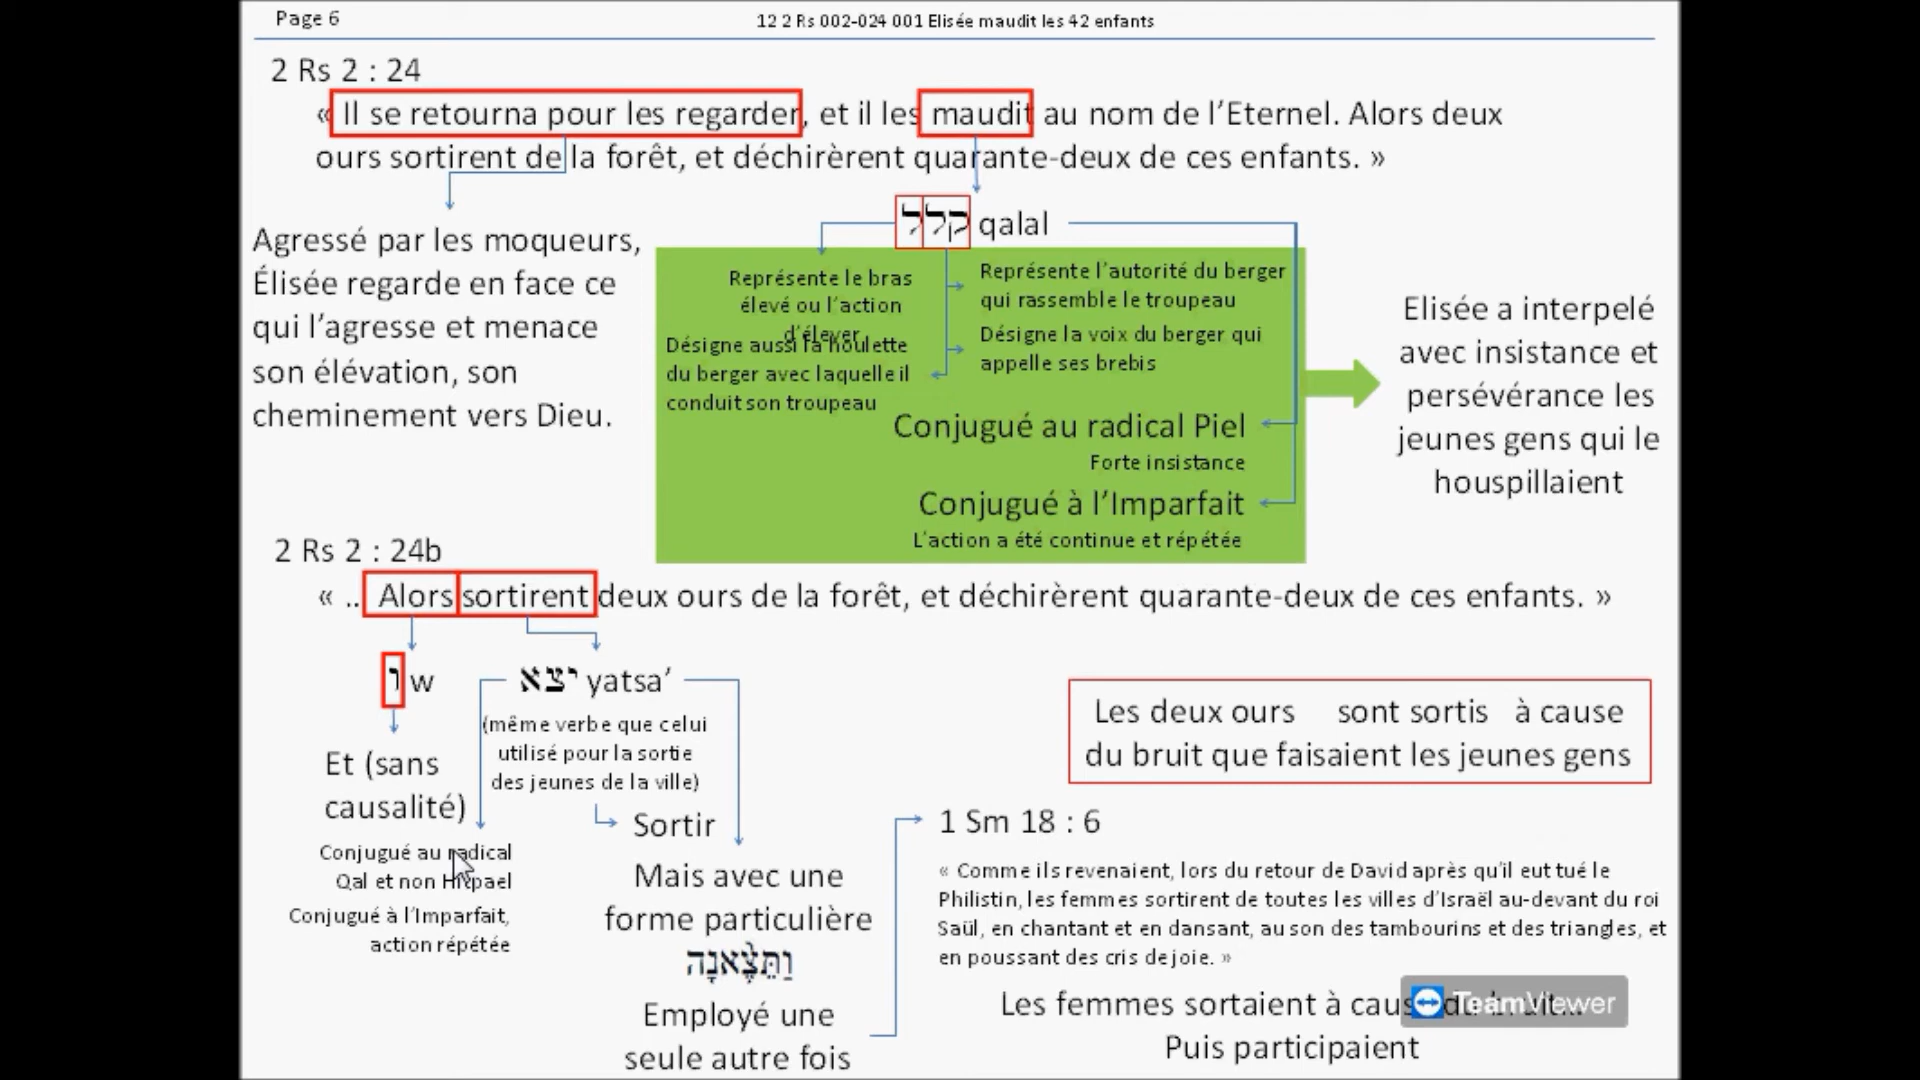 Page 6
12 2 Rs 002-024 001 Elisée maudit les 42 enfants
2 Rs 2 : 24
« Il se retourna pour les regarder, et il les maudit au nom de l’Eternel. Alors deux
ours sortirent de la forêt, et déchirèrent quarante-deux de ces enfants. »
קלל qalal
Agressé par les moqueurs,
Élisée regarde en face ce
qui l’agresse et menace
son élévation, son
cheminement vers Dieu.
Représente le bras
élevé ou l’action
d’élever
Désigne aussi la houlette
du berger avec laquelle il
conduit son troupeau
Représente l’autorité du berger
qui rassemble le troupeau
Désigne la voix du berger qui
appelle ses brebis
Conjugué au radical Piel
Forte insistance
Conjugué à l’Imparfait
L’action a été continue et répétée
Elisée a interpelé
avec insistance et
persévérance les
jeunes gens qui le
houspillaient
2 Rs 2 : 24b
« .. Alors sortirent deux ours de la forêt, et déchirèrent quarante-deux de ces enfants. »
ו w
Et (sans
causalité)
Conjugué au radical
Qal et non Hitpael
Conjugué à l’Imparfait,
action répétée
יצא yatsa’
(même verbe que celui
utilisé pour la sortie
des jeunes de la ville)
Sortir
Mais avec une
forme particulière
וַתֵּצֶ֨אנָה
Employé une
seule autre fois
Les deux ours sont sortis à cause
du bruit que faisaient les jeunes gens
1 Sm 18 : 6
« Comme ils revenaient, lors du retour de David après qu’il eut tué le
Philistin, les femmes sortirent de toutes les villes d’Israël au-devant du roi
Saül, en chantant et en dansant, au son des tambourins et des triangles, et
en poussant des cris de joie. »
Les femmes sortaient à
TeamViewer
Puis participaient